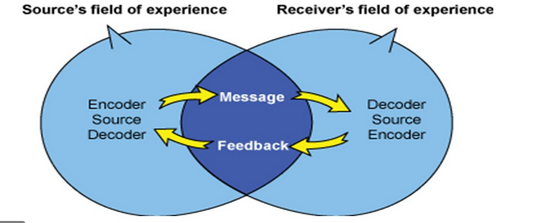 Source's field of experience
Receiver's field of experience
Encoder
Source
Decoder
Message
Feedback
Decoder
Source
Encoder